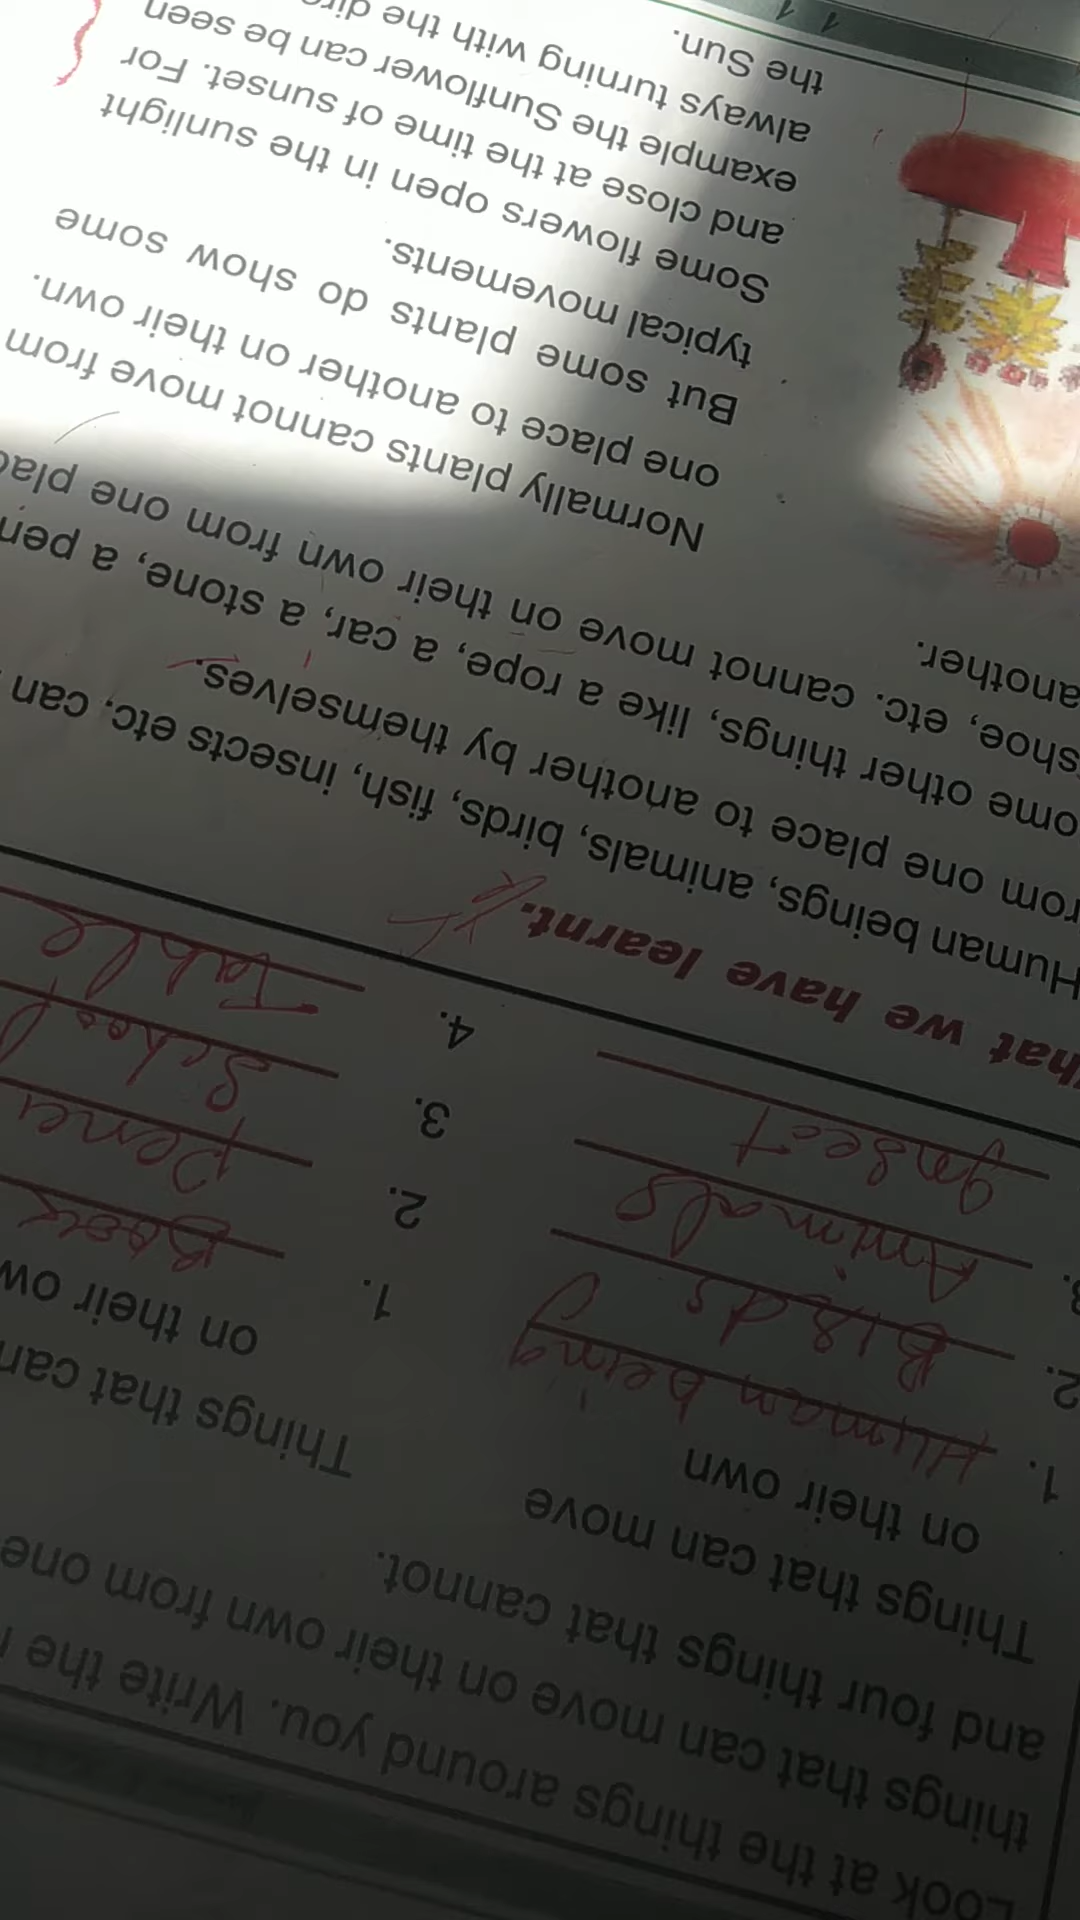 Look at the things around you. Write the
things that can move on their own from one
and four things that cannot.
Things that can move
on their own
1. Human being
2. Birds
3. Animals
Insect
Things that can
on their
1. Book
2.
3. School
4. Table
that we have learnt.
Human beings, animals, birds, fish, insects etc. can
from one place to another by themselves.
some other things, like a rope, a car, a stone, a pen
shoe, etc. cannot move on their own from one
another.
Normally plants cannot move from
one place to another on their own.
But some plants do show some
typical movements.
Some flowers open in the sunlight
and close at the time of sunset. For
example the Sunflower can be seen
always turning with the
the Sun.